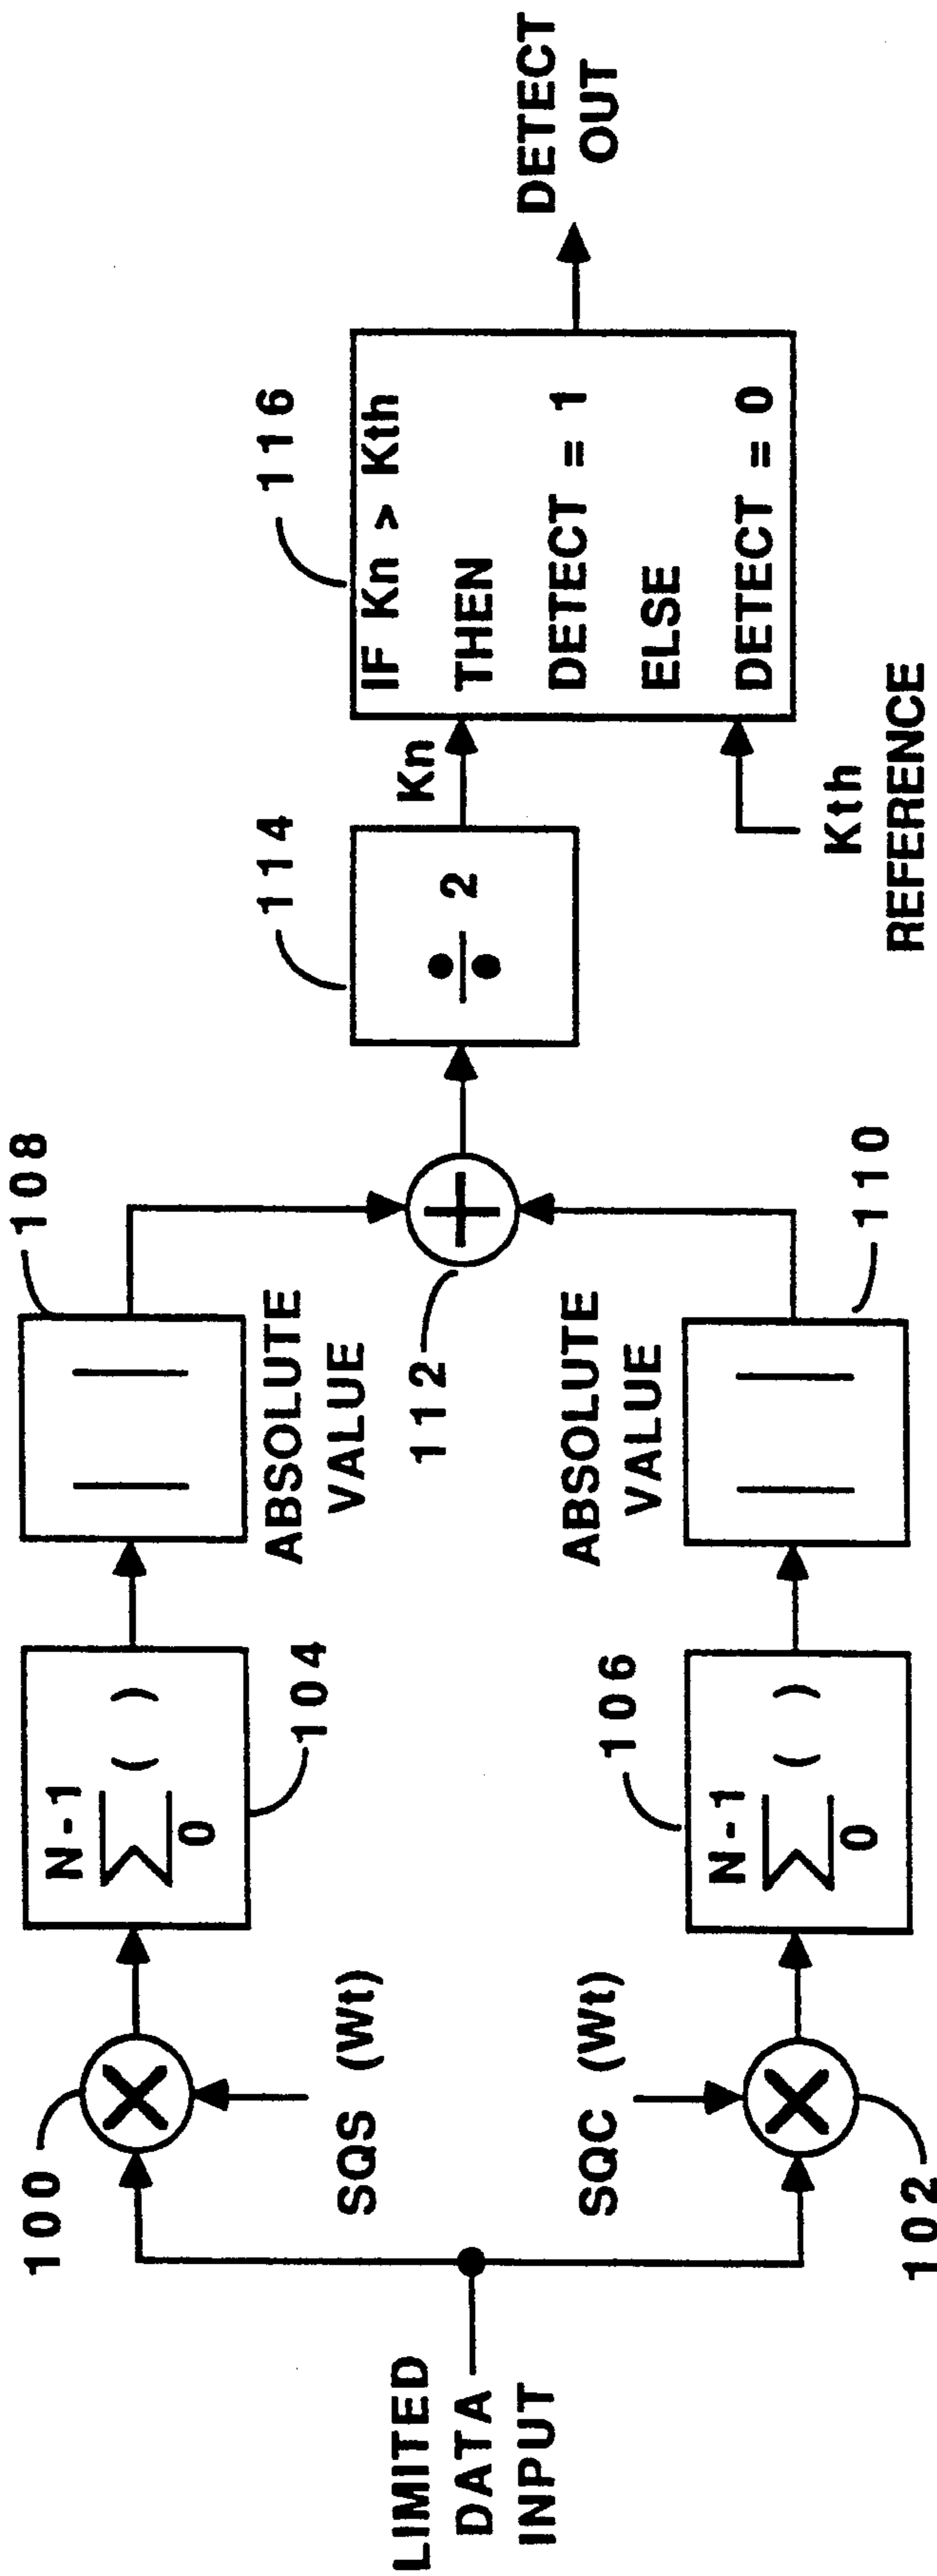 LIMITED
DATA
INPUT
100
SQS (Wt)
SQC (Wt)
102
N-1
∑ ( )
0
104
N-1
∑ ( )
0
106
108
ABSOLUTE
VALUE
ABSOLUTE
VALUE
110
112
+
114
÷ 2
Kn
Kth
REFERENCE
116
IF Kn > Kth
THEN
DETECT = 1
ELSE
DETECT = 0
DETECT
OUT